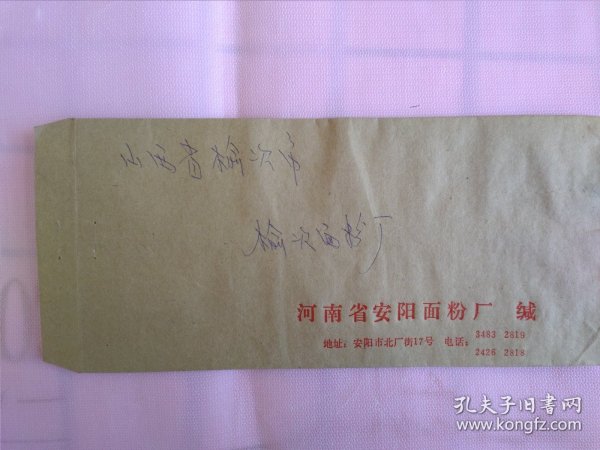 山西省榆次市
榆次面粉厂
河南省安阳面粉厂 缄
地址：安阳市北厂街17号 电话：3483 2819
2426 2818
孔夫子旧书网
www.kongfz.com